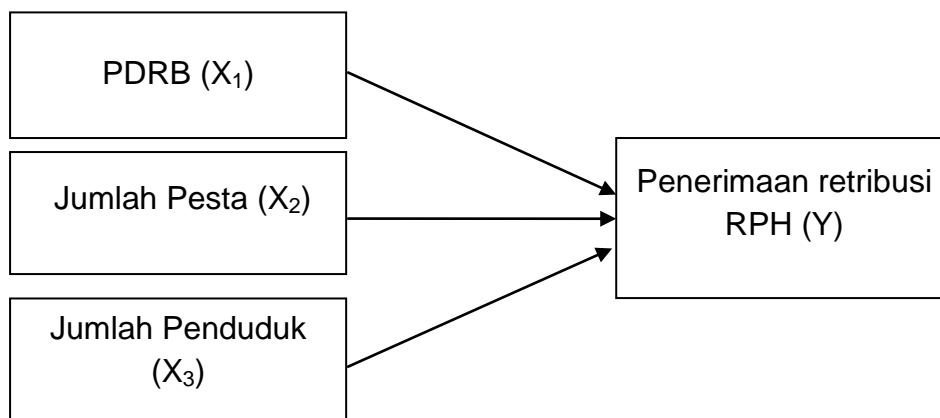 PDRB (X₁)
Jumlah Pesta (X₂)
Penerimaan retribusi
RPH (Y)
Jumlah Penduduk
(X₃)